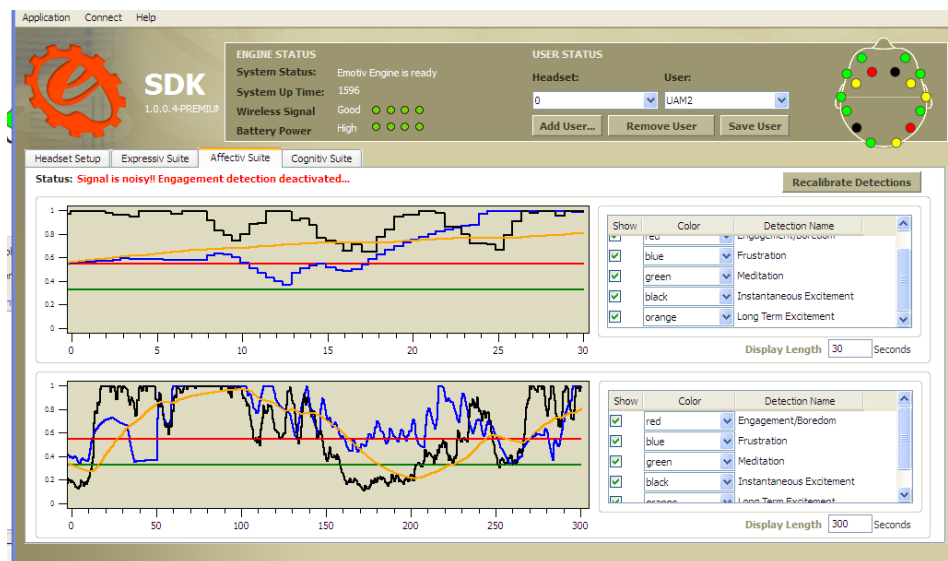 Application Connect Help
SDK
1.0.0.4-PREMIUM
ENGINE STATUS
System Status: Emotiv Engine is ready
System Up Time: 1596
Wireless Signal Good
Battery Power High
USER STATUS
Headset: User:
0 UAM2
Add User... Remove User Save User
Headset Setup Expressiv Suite Affectiv Suite Cognitiv Suite
Status: Signal is noisy!! Engagement detection deactivated...
Recalibrate Detections
1
0.8
0.6
0.4
0.2
0
0 5 10 15 20 25 30
Show Color Detection Name
red Engagement/Boredom
blue Frustration
green Meditation
black Instantaneous Excitement
orange Long Term Excitement
Display Length 30 Seconds
1
0.8
0.6
0.4
0.2
0
0 50 100 150 200 250 300
Show Color Detection Name
red Engagement/Boredom
blue Frustration
green Meditation
black Instantaneous Excitement
orange Long Term Excitement
Display Length 300 Seconds